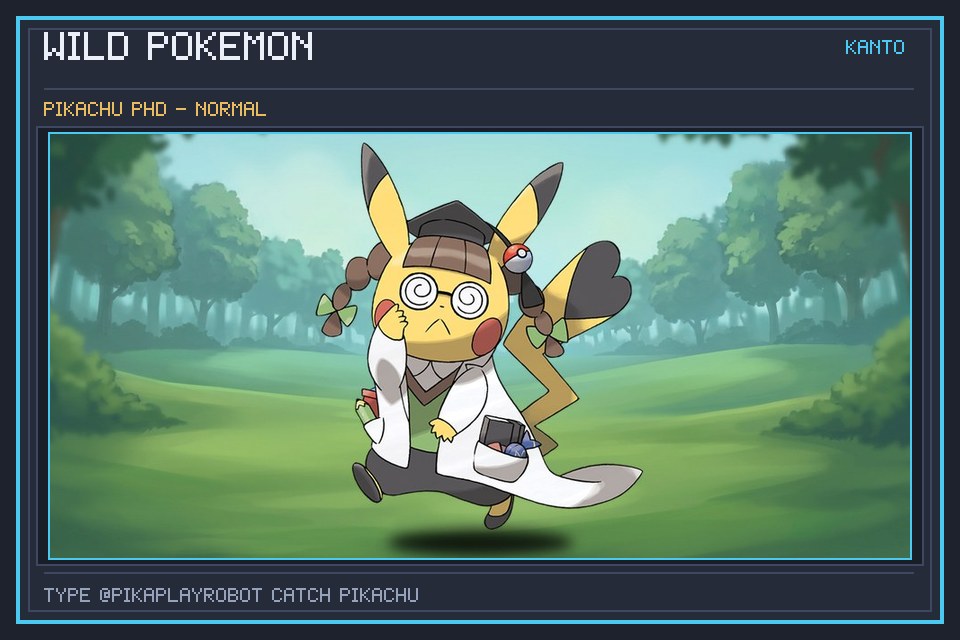 WILD POKEMON
KANTO
PIKACHU PHD - NORMAL
TYPE @PIKAPLAYROBOT CATCH PIKACHU